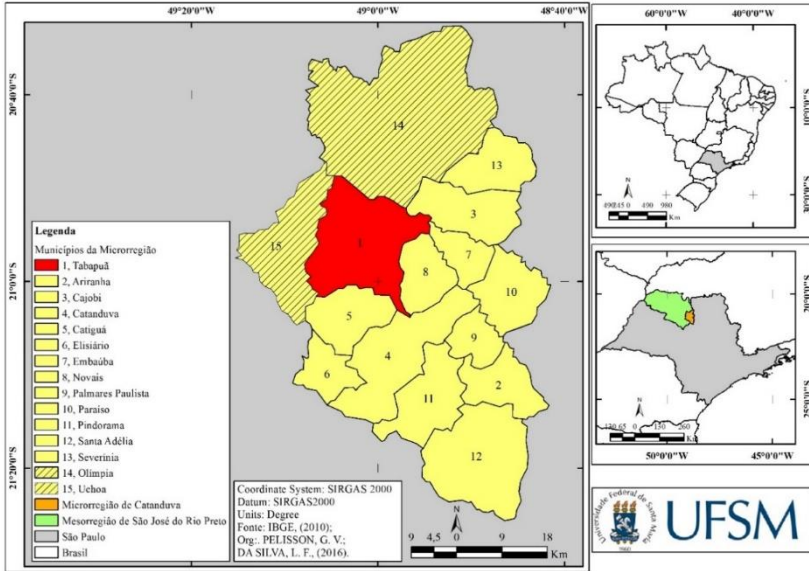 49°20'0"W
49°0'0"W
48°40'0"W
20°40'0"S
21°0'0"S
21°20'0"S
14
13
3
15
1
7
8
10
5
9
4
6
2
11
12
Legenda
Municípios da Microrregião
1, Tabapuã
2, Ariranha
3, Cajobi
4, Catanduva
5, Catiguá
6, Elisiário
7, Embaúba
8, Novais
9, Palmares Paulista
10, Paraíso
11, Pindorama
12, Santa Adélia
13, Severínia
14, Olímpia
15, Uchoa
Microrregião de Catanduva
Mesorregião de São José do Rio Preto
São Paulo
Brasil
Coordinate System: SIRGAS 2000
Datum: SIRGAS2000
Units: Degree
Fonte: IBGE, (2010);
Org.: PELISSON, G. V.;
DA SILVA, L. F., (2016).
N
9 4,5 0 9 18
Km
60°0'0"W
40°0'0"W
N
490 245 0 490 980
Km
N
130 65 0 130 260
Km
50°0'0"W
45°0'0"W
Universidade Federal de Santa Maria
1960
UFSM